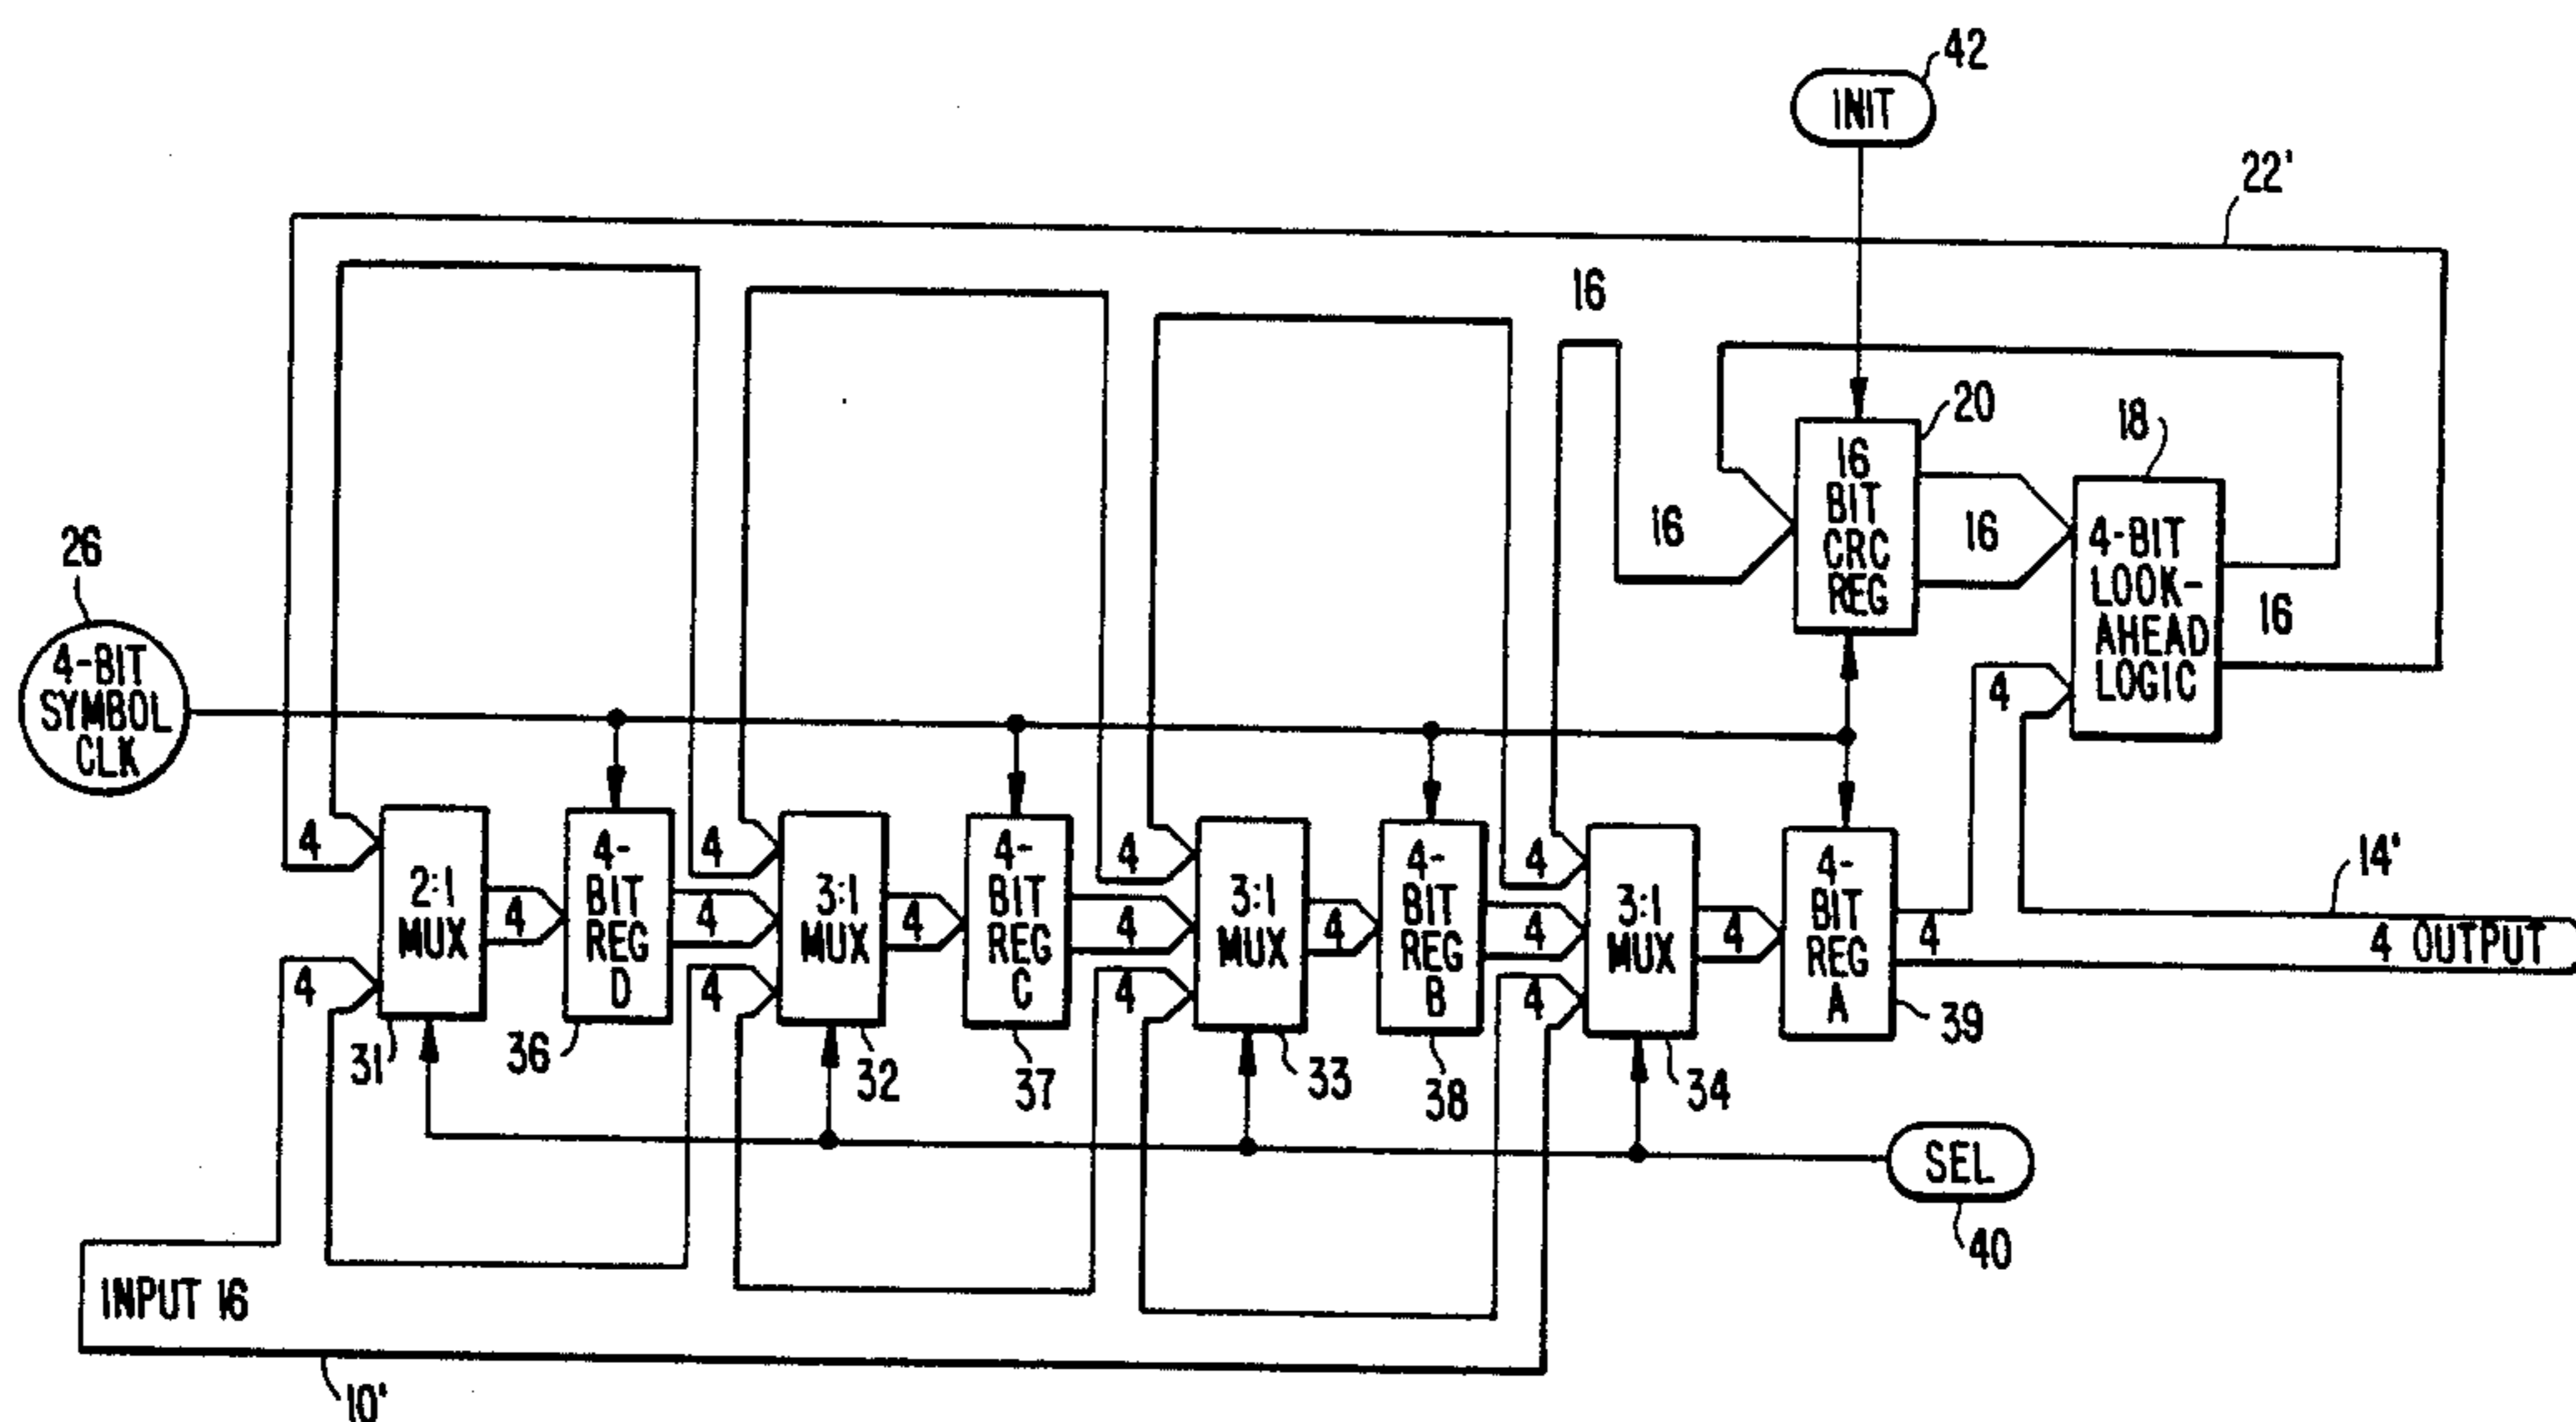 42
INIT
22'
16
20
18
16
BIT
CRC
REG
16
16
4-BIT
LOOK-
AHEAD
LOGIC
16
26
4-BIT
SYMBOL
CLK
4
4
4
4
4
4
2:1
MUX
4
4-
BIT
REG
D
4
3:1
MUX
4
4-
BIT
REG
C
4
3:1
MUX
4
4-
BIT
REG
B
4
3:1
MUX
4
4-
BIT
REG
A
4
14'
4 OUTPUT
4
4
4
4
31
36
32
37
33
38
34
39
SEL
40
INPUT 16
10'